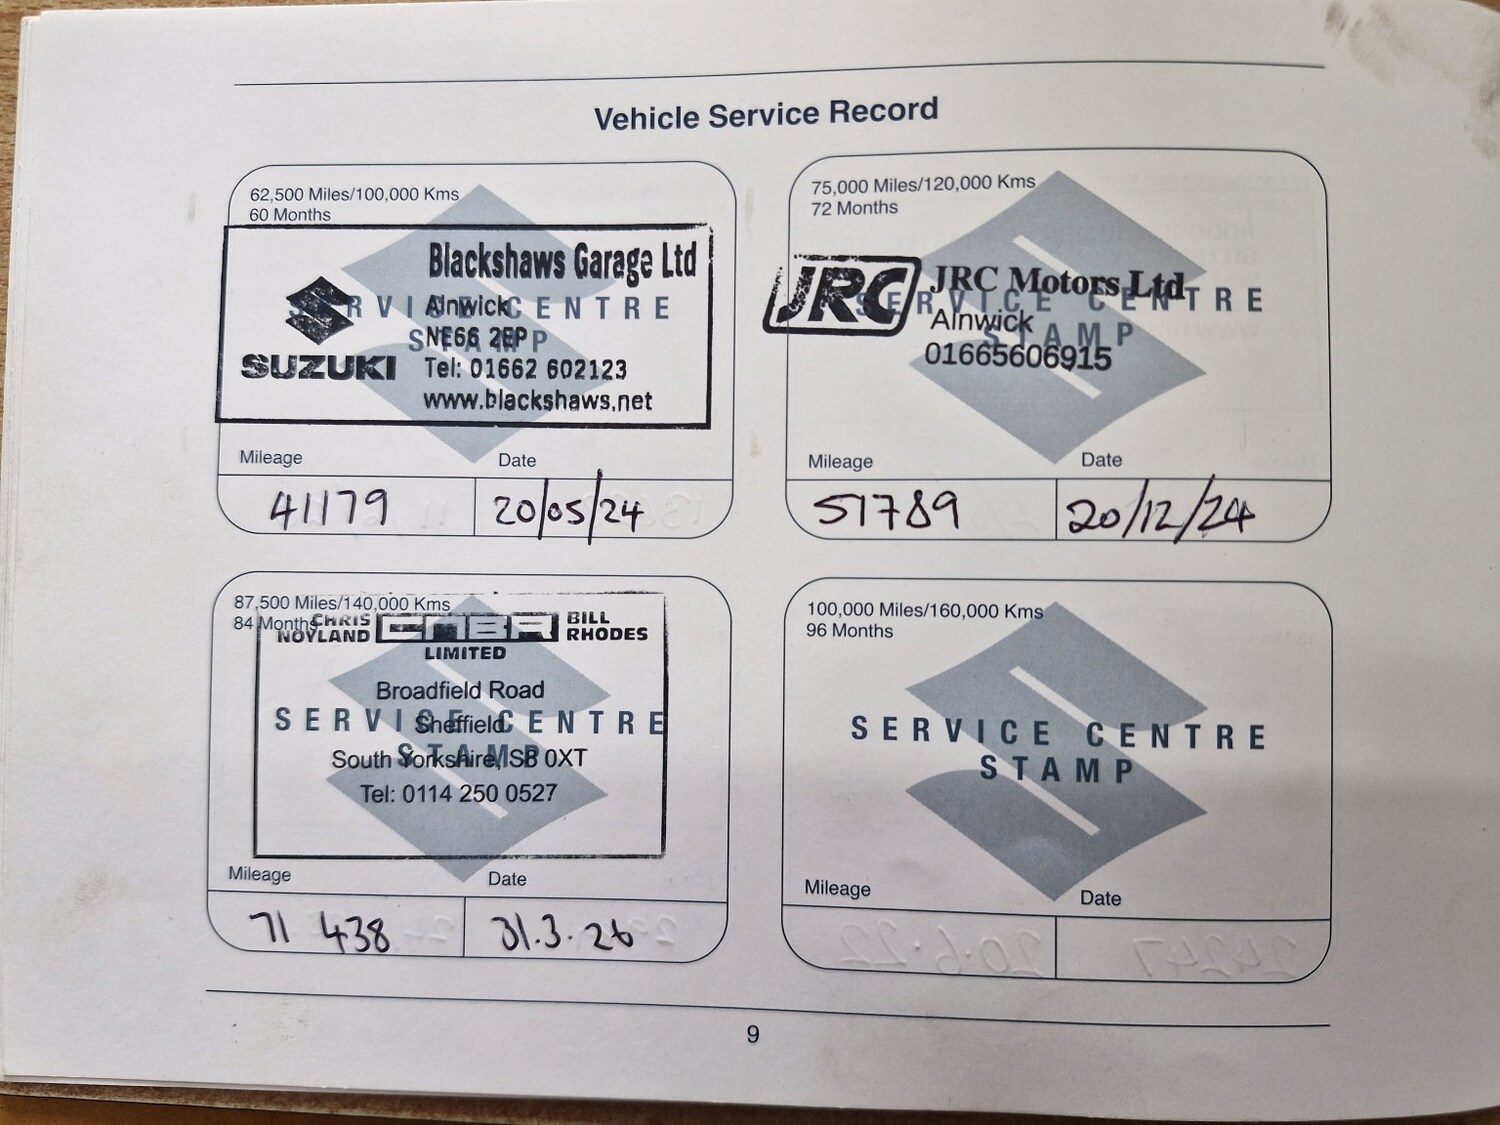 Vehicle Service Record
62,500 Miles/100,000 Kms
60 Months
SERVICE CENTRE
STAMP
SUZUKI
Blackshaws Garage Ltd
Alnwick
NE66 2EP
Tel: 01662 602123
www.blackshaws.net
Mileage Date
41179 20/05/24
75,000 Miles/120,000 Kms
72 Months
SERVICE CENTRE
STAMP
JRC JRC Motors Ltd
Alnwick
01665606915
Mileage Date
51789 20/12/24
87,500 Miles/140,000 Kms
84 Months
SERVICE CENTRE
STAMP
CHRIS
NOYLAND
BILL
RHODES
LIMITED
Broadfield Road
Sheffield
South Yorkshire, S8 0XT
Tel: 0114 250 0527
Mileage Date
71 438 31.3.26
100,000 Miles/160,000 Kms
96 Months
SERVICE CENTRE
STAMP
Mileage Date
9